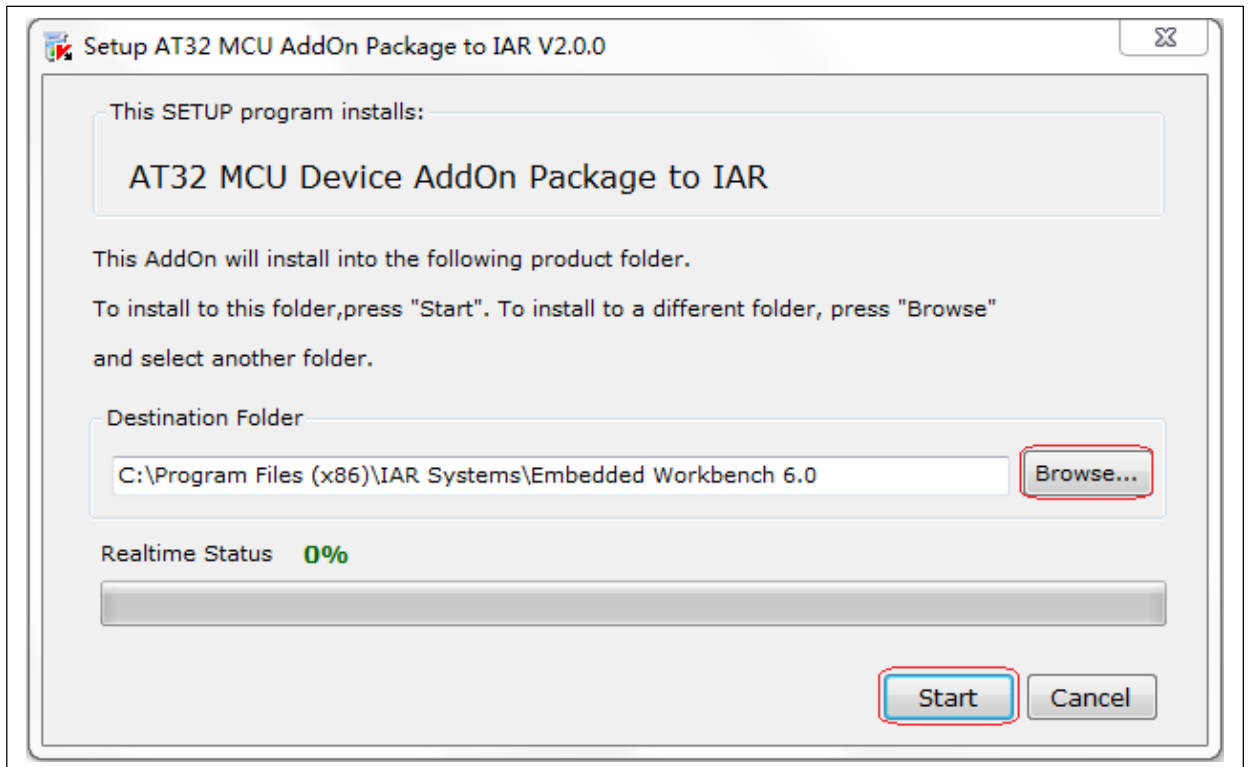 Setup AT32 MCU AddOn Package to IAR V2.0.0
This SETUP program installs:
AT32 MCU Device AddOn Package to IAR
This AddOn will install into the following product folder.
To install to this folder,press "Start". To install to a different folder, press "Browse"
and select another folder.
Destination Folder
C:\Program Files (x86)\IAR Systems\Embedded Workbench 6.0
Browse...
Realtime Status 0%
Start Cancel